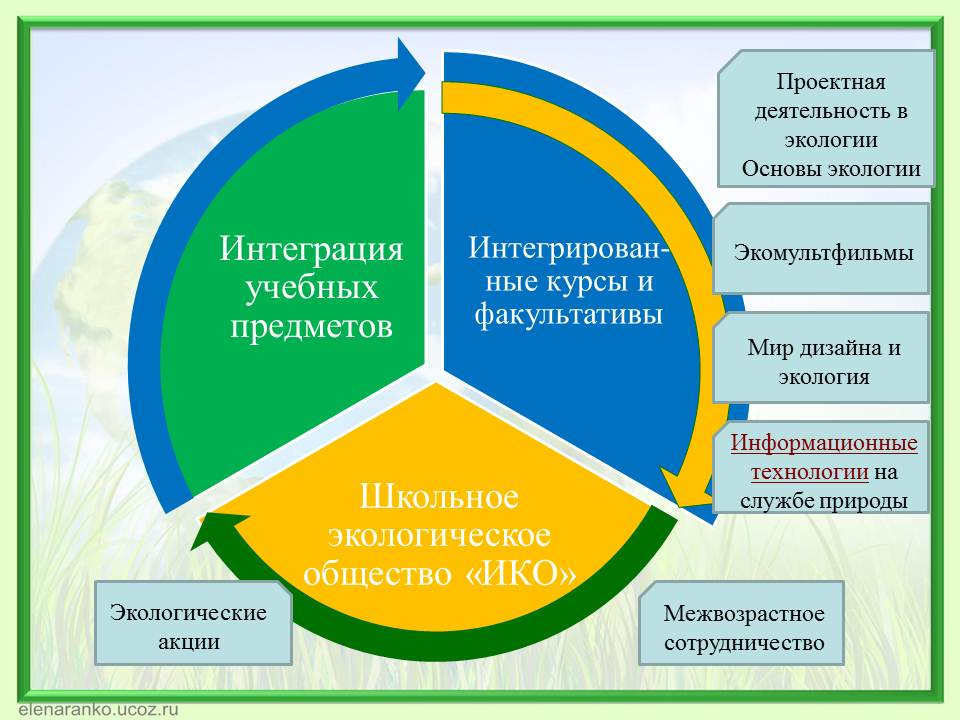 Интеграция
учебных
предметов
Интегрирован-
ные курсы и
факультативы
Школьное
экологическое
общество «ИКО»
Проектная
деятельность в
экологии
Основы экологии
Экомультфильмы
Мир дизайна и
экология
Информационные
технологии на
службе природы
Экологические
акции
Межвозрастное
сотрудничество
elenaranko.ucoz.ru